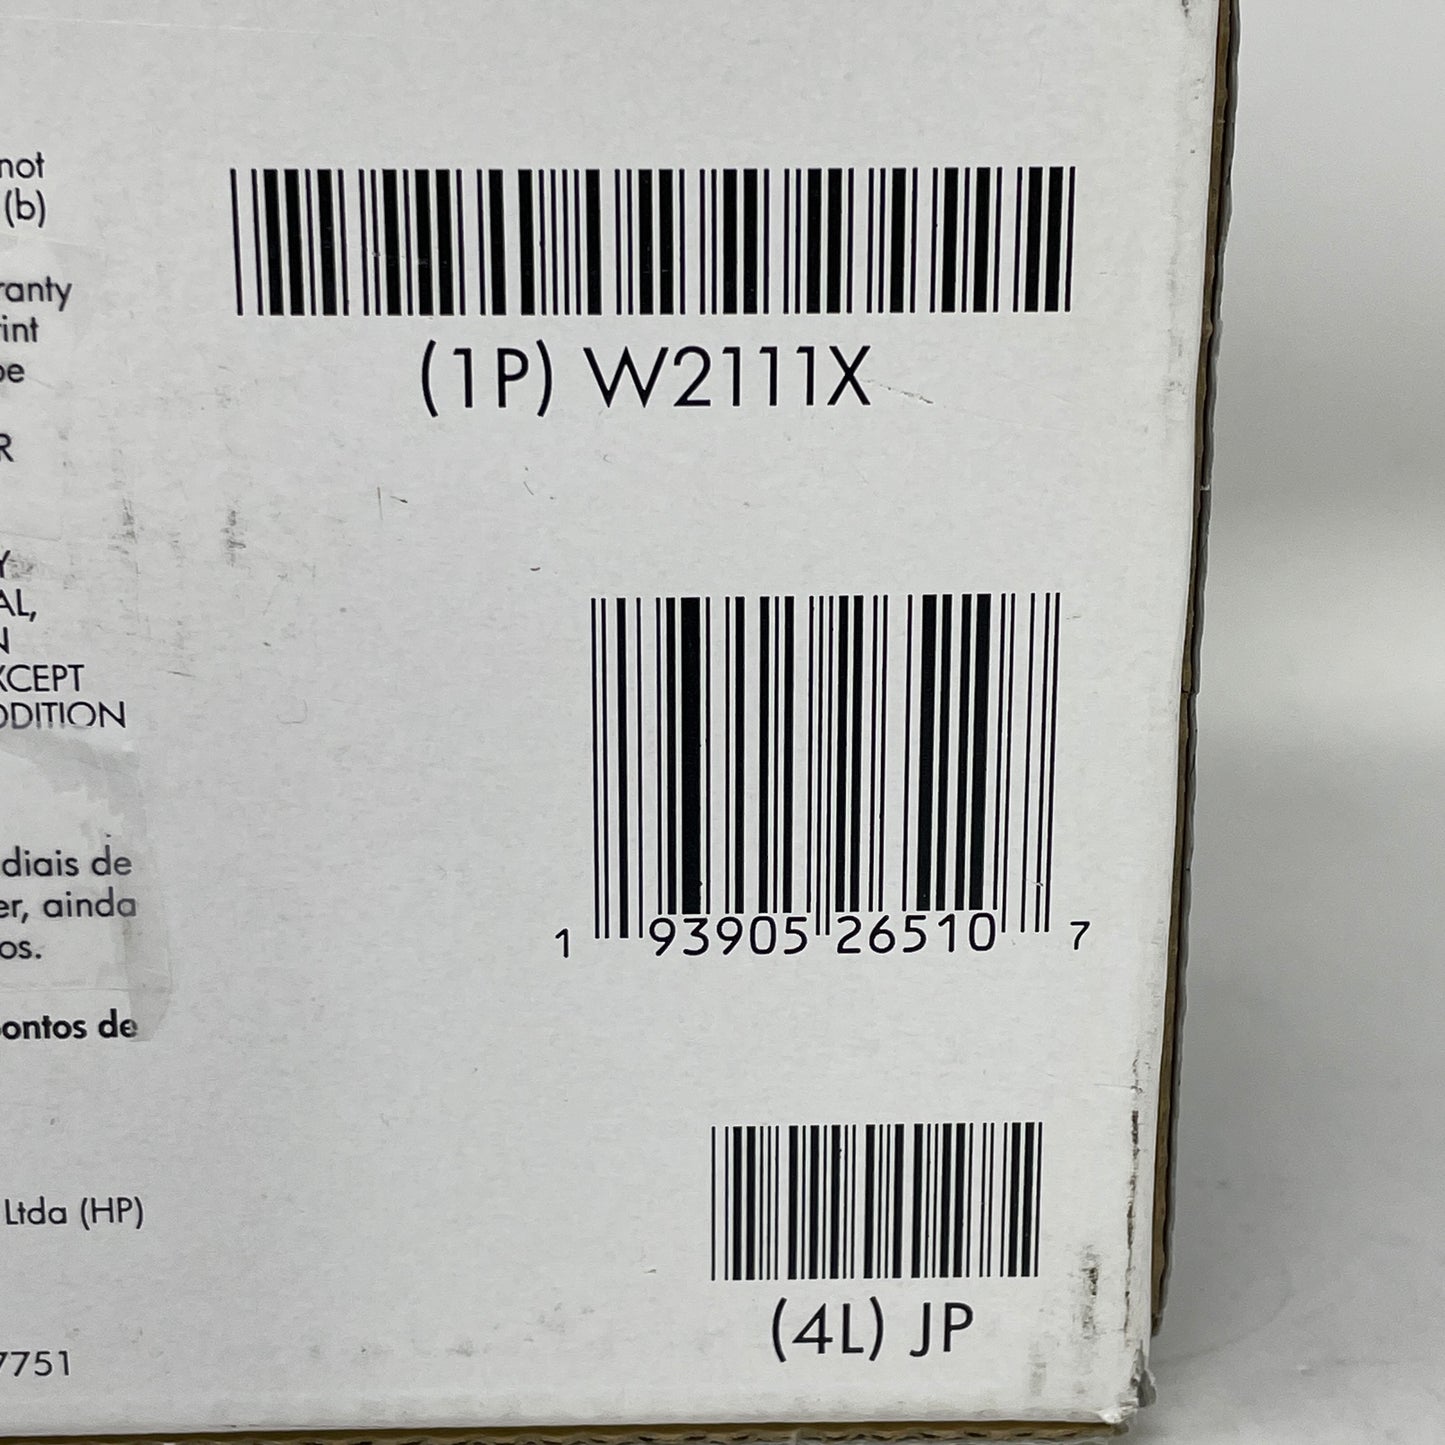 not
(b)
ranty
rint
be
R
(1P) W2111X
Y
AL,
N
XCEPT
DDITION
diais de
er, ainda
os.
1 93905 26510 7
pontos de
Ltda (HP)
(4L) JP
7751